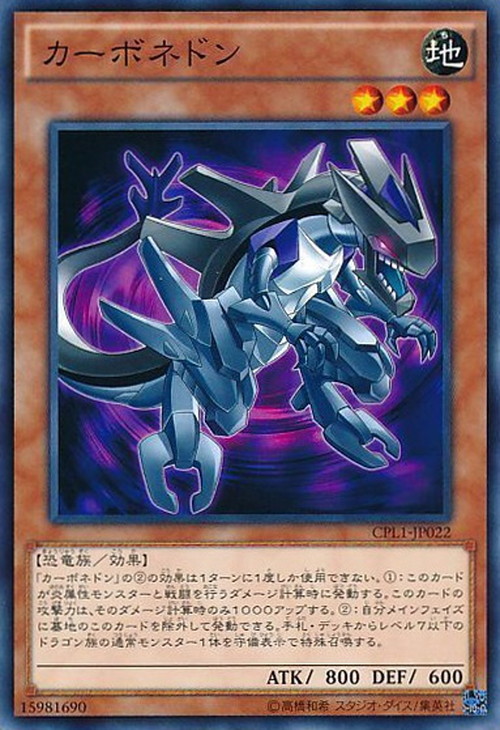 カーボネドン
地
CPL1-JP022
【恐竜族/効果】
「カーボネドン」の②の効果は1ターンに1度しか使用できない。①:このカード
が炎属性モンスターと戦闘を行うダメージ計算時に発動する。このカードの
攻撃力は、そのダメージ計算時のみ1000アップする。②:自分メインフェイズ
に墓地のこのカードを除外して発動できる。手札・デッキからレベル7以下の
ドラゴン族の通常モンスター1体を守備表示で特殊召喚する。
ATK/ 800 DEF/ 600
15981690
©高橋和希 スタジオ・ダイス/集英社